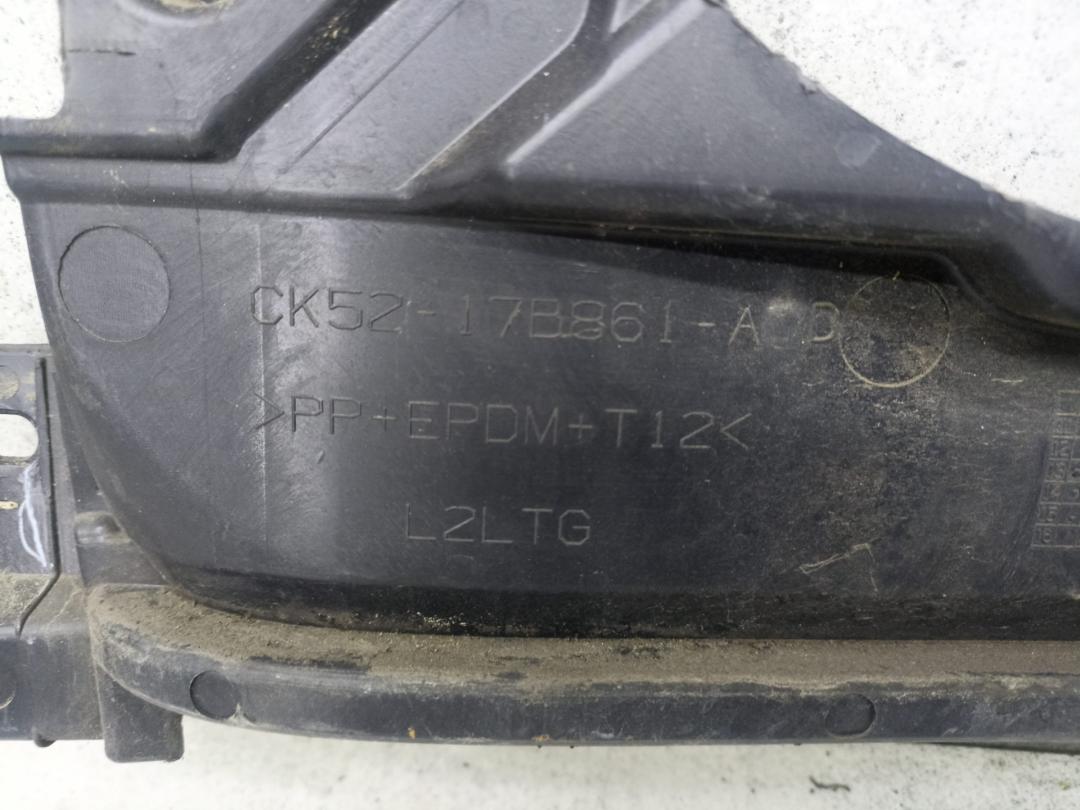 CK52-17B861-A D
>PP+EPDM+T12<
L2LTG